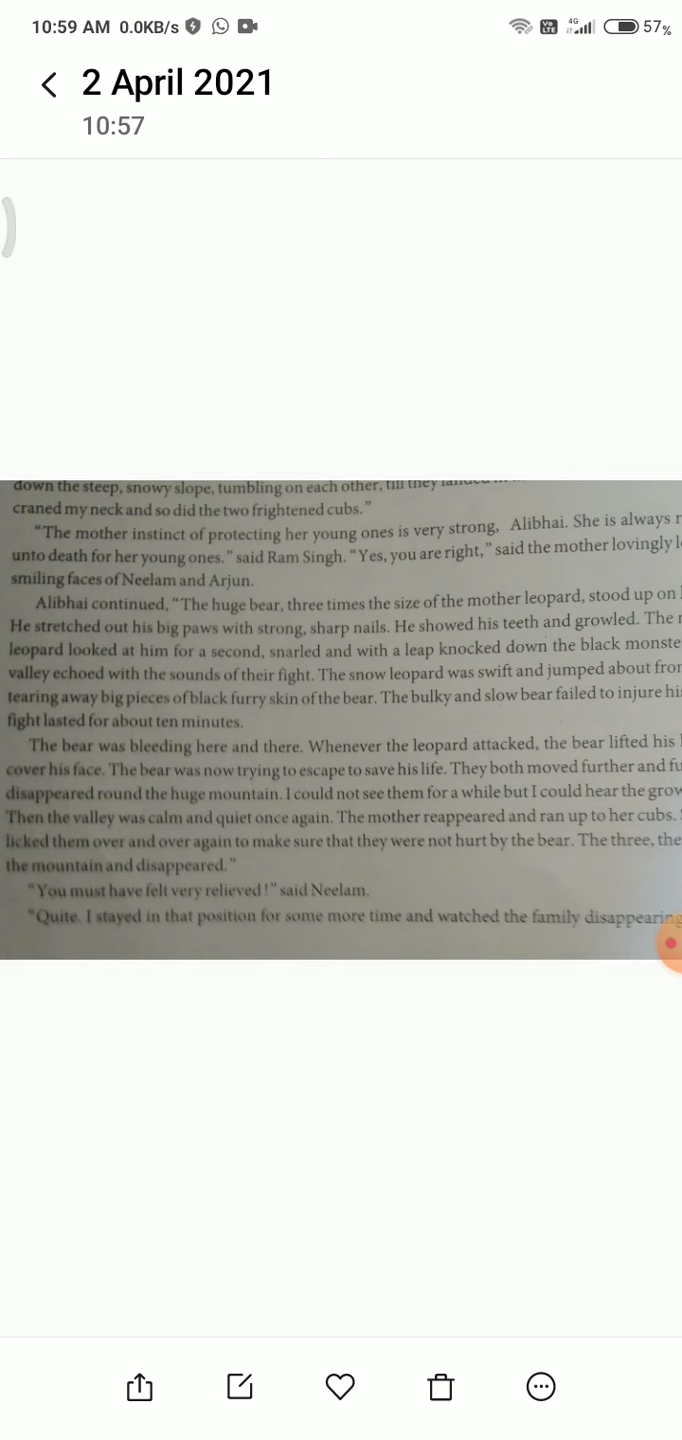 10:59 AM 0.0KB/s
4G
Vo
LTE
57%
2 April 2021
10:57
down the steep, snowy slope, tumbling on each other, till they landed
craned my neck and so did the two frightened cubs.”
“The mother instinct of protecting her young ones is very strong, Alibhai. She is always
unto death for her young ones.” said Ram Singh. “Yes, you are right,” said the mother lovingly
smiling faces of Neelam and Arjun.
Alibhai continued, “The huge bear, three times the size of the mother leopard, stood up on
He stretched out his big paws with strong, sharp nails. He showed his teeth and growled. The
leopard looked at him for a second, snarled and with a leap knocked down the black monste
valley echoed with the sounds of their fight. The snow leopard was swift and jumped about
tearing away big pieces of black furry skin of the bear. The bulky and slow bear failed to injure
fight lasted for about ten minutes.
The bear was bleeding here and there. Whenever the leopard attacked, the bear lifted his
cover his face. The bear was now trying to escape to save his life. They both moved further and fu
disappeared round the huge mountain. I could not see them for a while but I could hear the grow
Then the valley was calm and quiet once again. The mother reappeared and ran up to her cubs.
licked them over and over again to make sure that they were not hurt by the bear. The three, the
the mountain and disappeared.”
“You must have felt very relieved!” said Neelam.
“Quite. I stayed in that position for some more time and watched the family disappearing